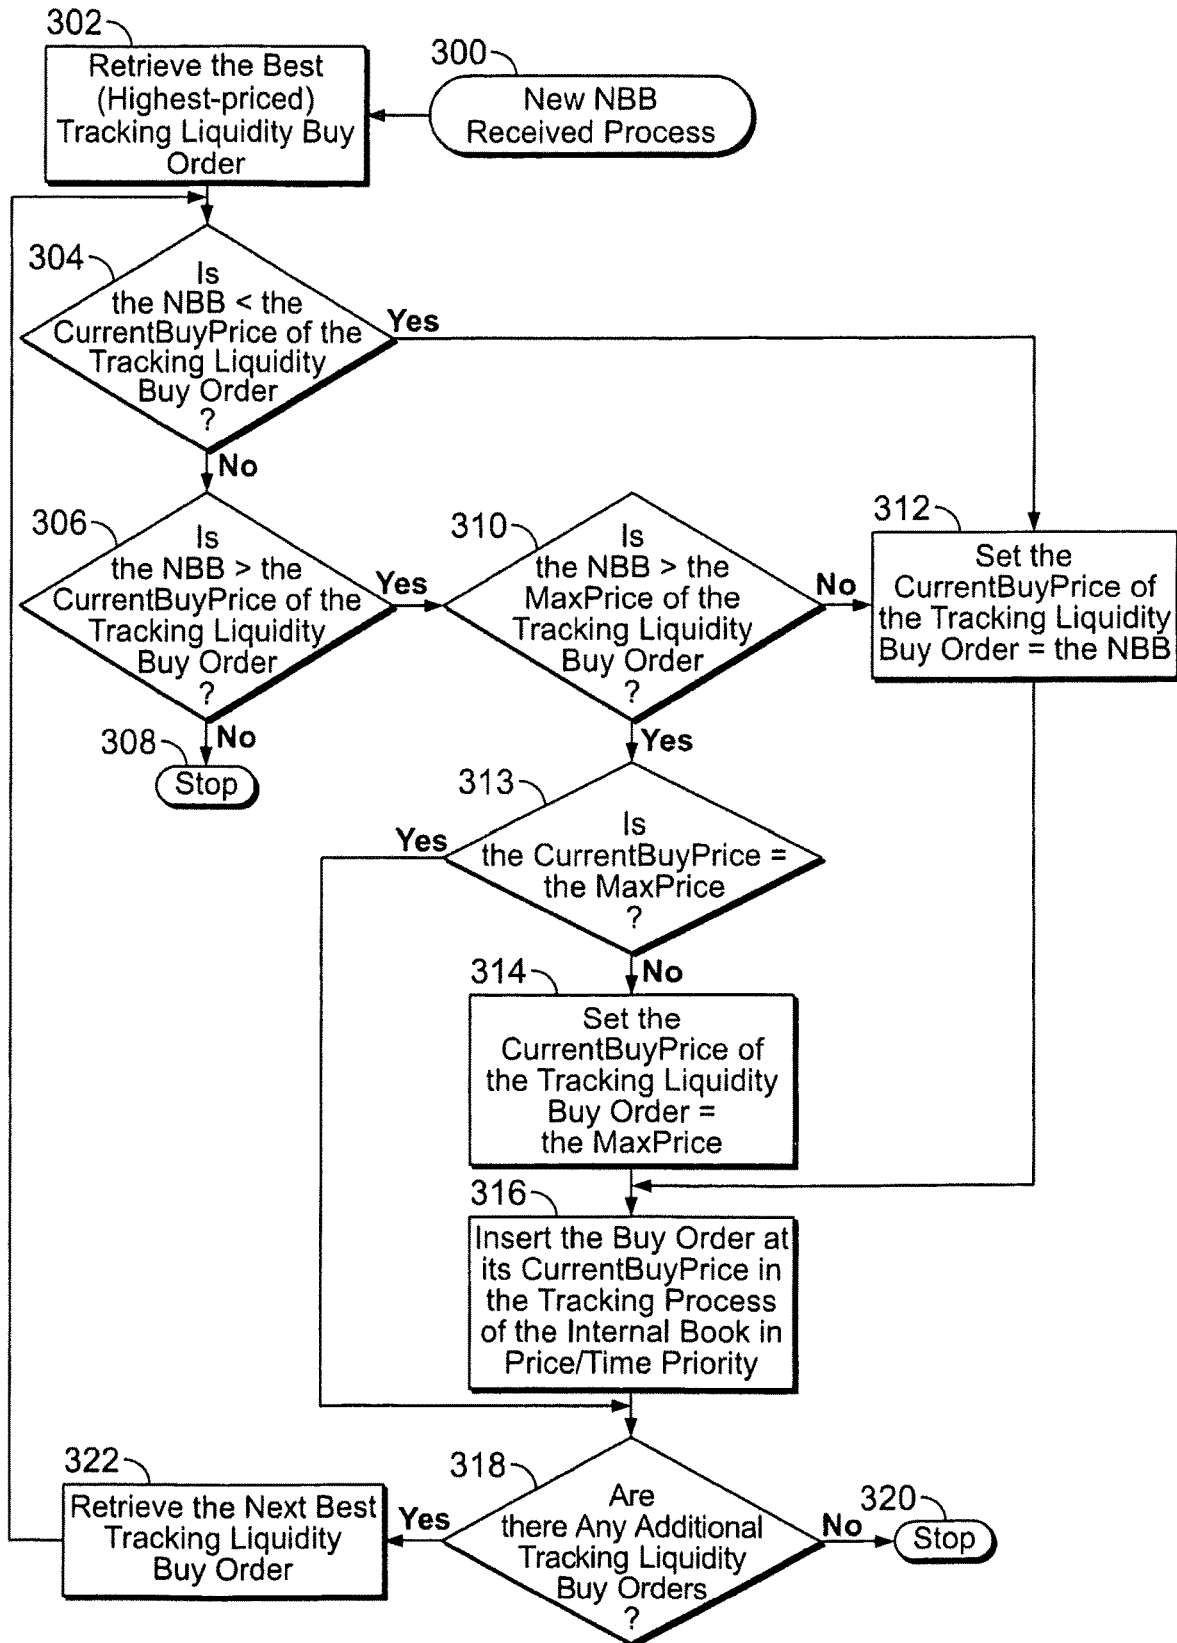 302
Retrieve the Best
(Highest-priced)
Tracking Liquidity Buy
Order
300
New NBB
Received Process
304
Is
the NBB < the
CurrentBuyPrice of the
Tracking Liquidity
Buy Order
?
Yes
No
306
Is
the NBB > the
CurrentBuyPrice of the
Tracking Liquidity
Buy Order
?
Yes
No
308
Stop
310
Is
the NBB > the
MaxPrice of the
Tracking Liquidity
Buy Order
?
No
Yes
312
Set the
CurrentBuyPrice of
the Tracking Liquidity
Buy Order = the NBB
313
Is
the CurrentBuyPrice =
the MaxPrice
?
Yes
No
314
Set the
CurrentBuyPrice of
the Tracking Liquidity
Buy Order =
the MaxPrice
316
Insert the Buy Order at
its CurrentBuyPrice in
the Tracking Process
of the Internal Book in
Price/Time Priority
318
Are
there Any Additional
Tracking Liquidity
Buy Orders
?
Yes
No
320
Stop
322
Retrieve the Next Best
Tracking Liquidity
Buy Order